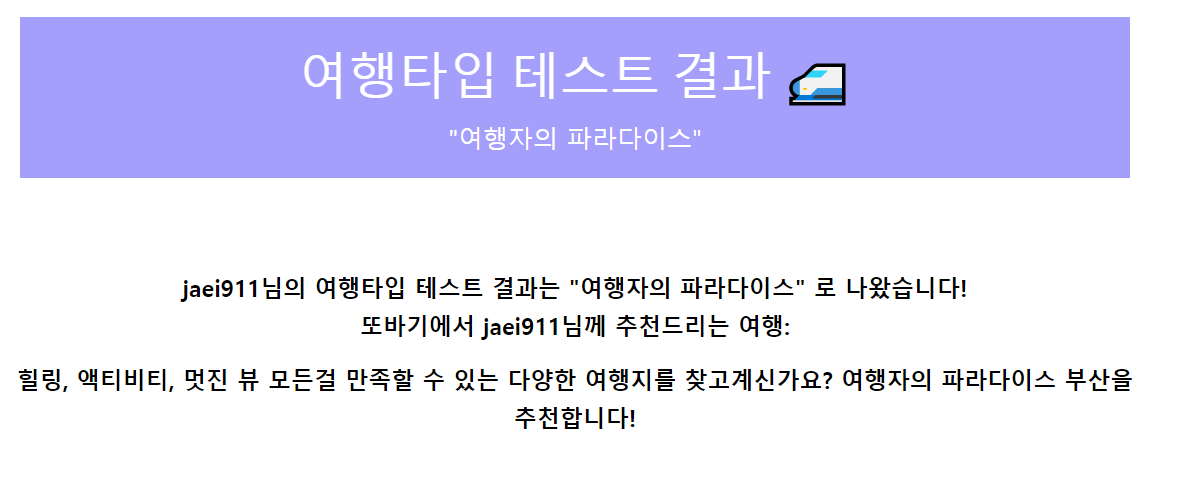 여행타입 테스트 결과 🚅
"여행자의 파라다이스"
jaei911님의 여행타입 테스트 결과는 "여행자의 파라다이스" 로 나왔습니다!
또바기에서 jaei911님께 추천드리는 여행:
힐링, 액티비티, 멋진 뷰 모든걸 만족할 수 있는 다양한 여행지를 찾고계신가요? 여행자의 파라다이스 부산을
추천합니다!